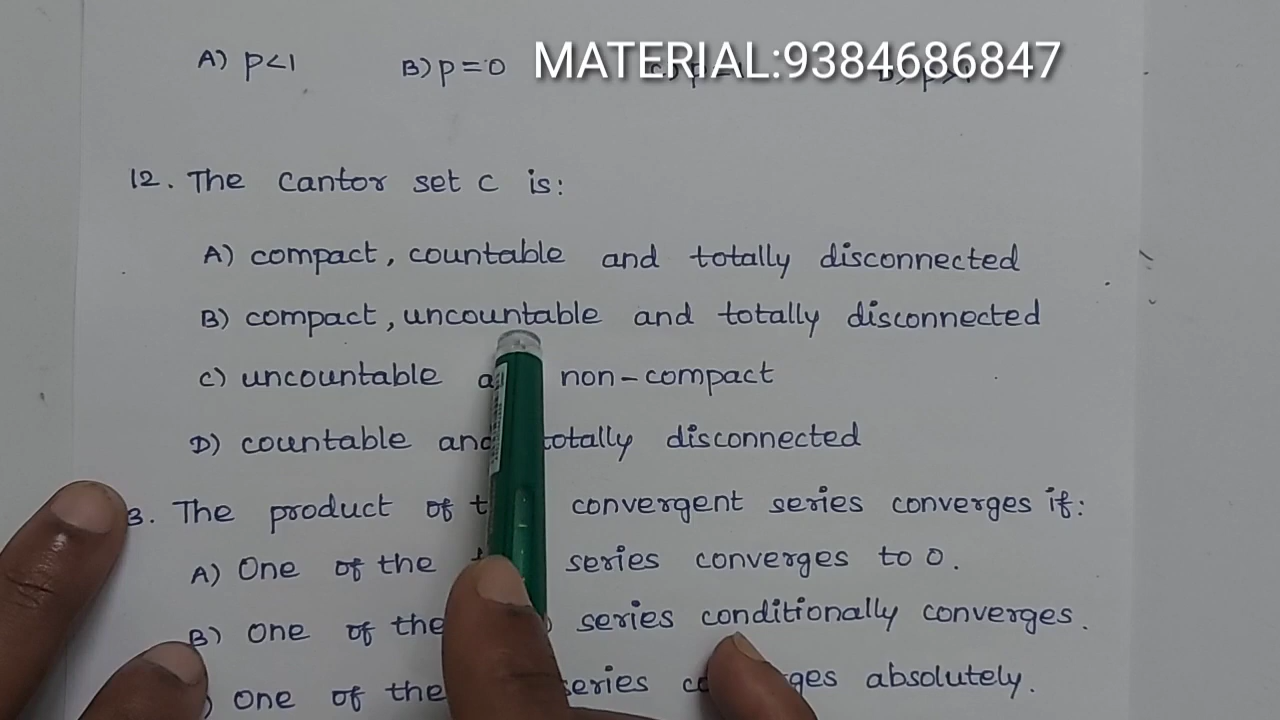 A) p<1 B) p=0 MATERIAL:9384686847
12. The Cantor set C is:
A) compact, countable and totally disconnected
B) compact, uncountable and totally disconnected
C) uncountable non-compact
D) countable and totally disconnected
3. The product of convergent series converges if:
A) One of the series converges to 0.
B) One of the series conditionally converges.
) One of the series absolutely.